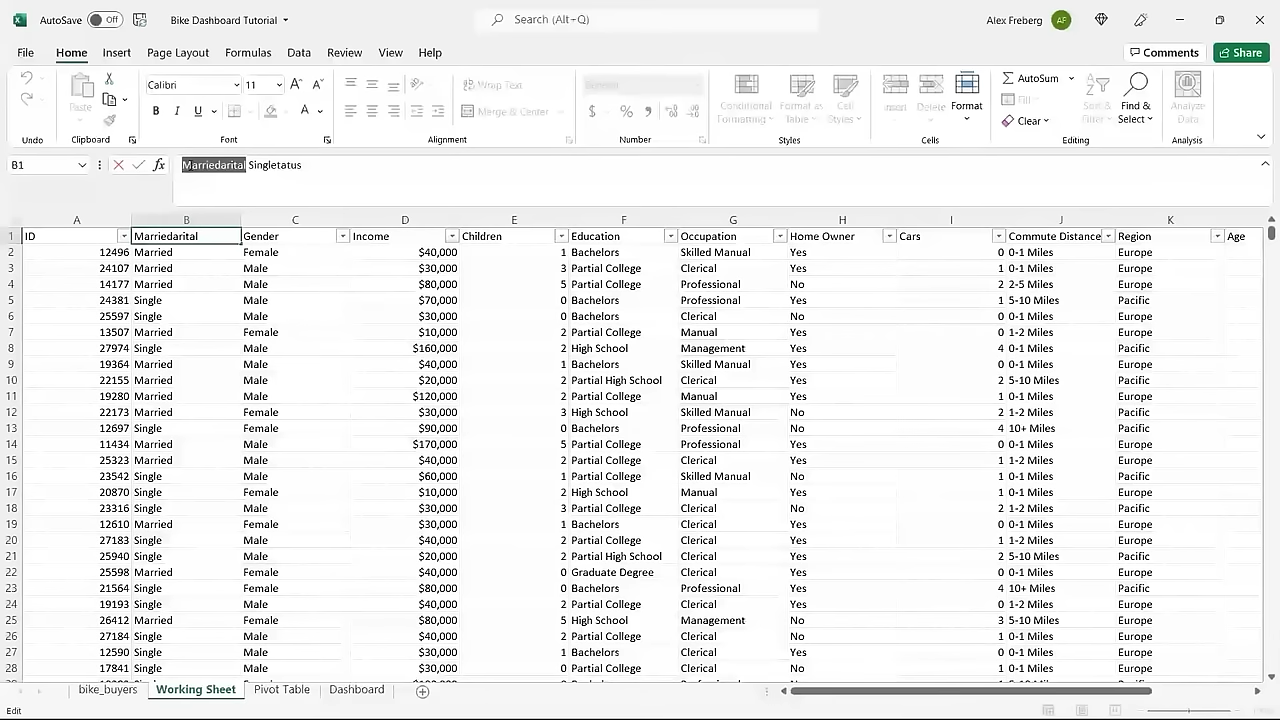 AutoSave Off Bike Dashboard Tutorial Search (Alt+Q) Alex Freberg AF
File Home Insert Page Layout Formulas Data Review View Help Comments Share
Paste Calibri 11 Wrap Text General Conditional Formatting Format as Table Cell Styles Insert Delete Format AutoSum Sort & Filter Find & Select Analyze Data
B I U Merge & Center $ % Fill
Clear
Undo Clipboard Font Alignment Number Styles Cells Editing Analysis
B1 fx Marriedarital Singletatus
A B C D E F G H I J K
1 ID Marriedarital Gender Income Children Education Occupation Home Owner Cars Commute Distance Region Age
2 12496 Married Female $40,000 1 Bachelors Skilled Manual Yes 0 0-1 Miles Europe
3 24107 Married Male $30,000 3 Partial College Clerical Yes 1 0-1 Miles Europe
4 14177 Married Male $80,000 5 Partial College Professional No 2 2-5 Miles Europe
5 24381 Single Male $70,000 0 Bachelors Professional Yes 1 5-10 Miles Pacific
6 25597 Single Male $30,000 0 Bachelors Clerical No 0 0-1 Miles Europe
7 13507 Married Female $10,000 2 Partial College Manual Yes 0 1-2 Miles Europe
8 27974 Single Male $160,000 2 High School Management Yes 4 0-1 Miles Pacific
9 19364 Married Male $40,000 1 Bachelors Skilled Manual Yes 0 0-1 Miles Europe
10 22155 Married Male $20,000 2 Partial High School Clerical Yes 2 5-10 Miles Pacific
11 19280 Married Male $120,000 2 Partial College Manual Yes 1 0-1 Miles Europe
12 22173 Married Female $30,000 3 High School Skilled Manual No 2 1-2 Miles Pacific
13 12697 Single Female $90,000 0 Bachelors Professional No 4 10+ Miles Pacific
14 11434 Married Male $170,000 5 Partial College Professional Yes 0 0-1 Miles Europe
15 25323 Married Male $40,000 2 Partial College Clerical Yes 1 1-2 Miles Europe
16 23542 Single Male $60,000 1 Partial College Skilled Manual No 1 0-1 Miles Pacific
17 20870 Single Female $10,000 2 High School Manual Yes 1 0-1 Miles Europe
18 23316 Single Male $30,000 3 Partial College Clerical No 2 1-2 Miles Pacific
19 12610 Married Female $30,000 1 Bachelors Clerical Yes 0 0-1 Miles Europe
20 27183 Single Male $40,000 2 Partial College Clerical Yes 1 1-2 Miles Europe
21 25940 Single Male $20,000 2 Partial High School Clerical Yes 2 5-10 Miles Pacific
22 25598 Married Female $40,000 0 Graduate Degree Clerical Yes 0 0-1 Miles Europe
23 21564 Single Female $80,000 0 Bachelors Professional Yes 4 10+ Miles Pacific
24 19193 Single Male $40,000 2 Partial College Clerical Yes 0 1-2 Miles Europe
25 26412 Married Female $80,000 5 High School Management No 3 5-10 Miles Europe
26 27184 Single Male $40,000 2 Partial College Clerical No 1 0-1 Miles Europe
27 12590 Single Male $30,000 1 Bachelors Clerical Yes 0 0-1 Miles Europe
28 17841 Single Male $30,000 0 Partial College Clerical No 1 0-1 Miles Europe
bike_buyers Working Sheet Pivot Table Dashboard
Edit